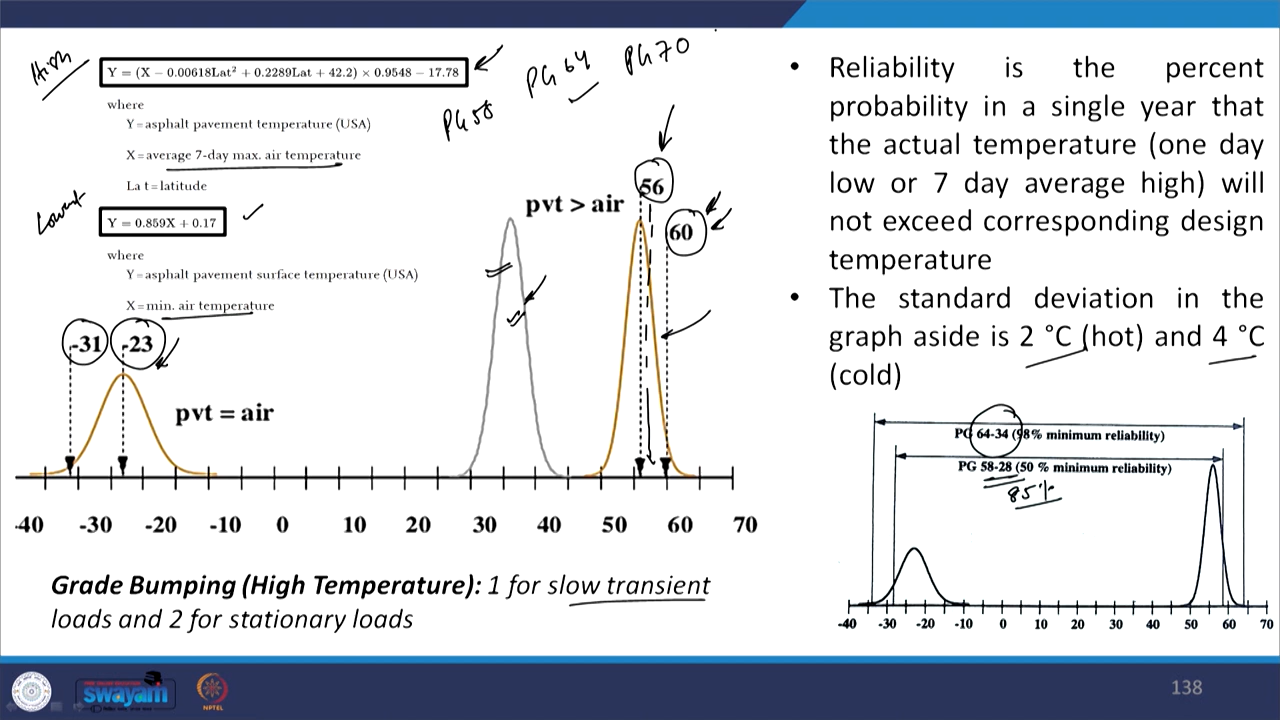 High
Y = (X − 0.00618Lat² + 0.2289Lat + 42.2) × 0.9548 − 17.78
PG 58
PG 64
PG 70
where
Y=asphalt pavement temperature (USA)
X=average 7-day max. air temperature
La t=latitude
Lowest
Y = 0.859X + 0.17
where
Y=asphalt pavement surface temperature (USA)
X=min. air temperature
pvt > air
56
60
-31
-23
pvt = air
-40 -30 -20 -10 0 10 20 30 40 50 60 70
Grade Bumping (High Temperature): 1 for slow transient
loads and 2 for stationary loads
• Reliability is the percent
probability in a single year that
the actual temperature (one day
low or 7 day average high) will
not exceed corresponding design
temperature
• The standard deviation in the
graph aside is 2 °C (hot) and 4 °C
(cold)
PG 64-34 (98% minimum reliability)
PG 58-28 (50 % minimum reliability)
85%
-40 -30 -20 -10 0 10 20 30 40 50 60 70
swayam
NPTEL
138